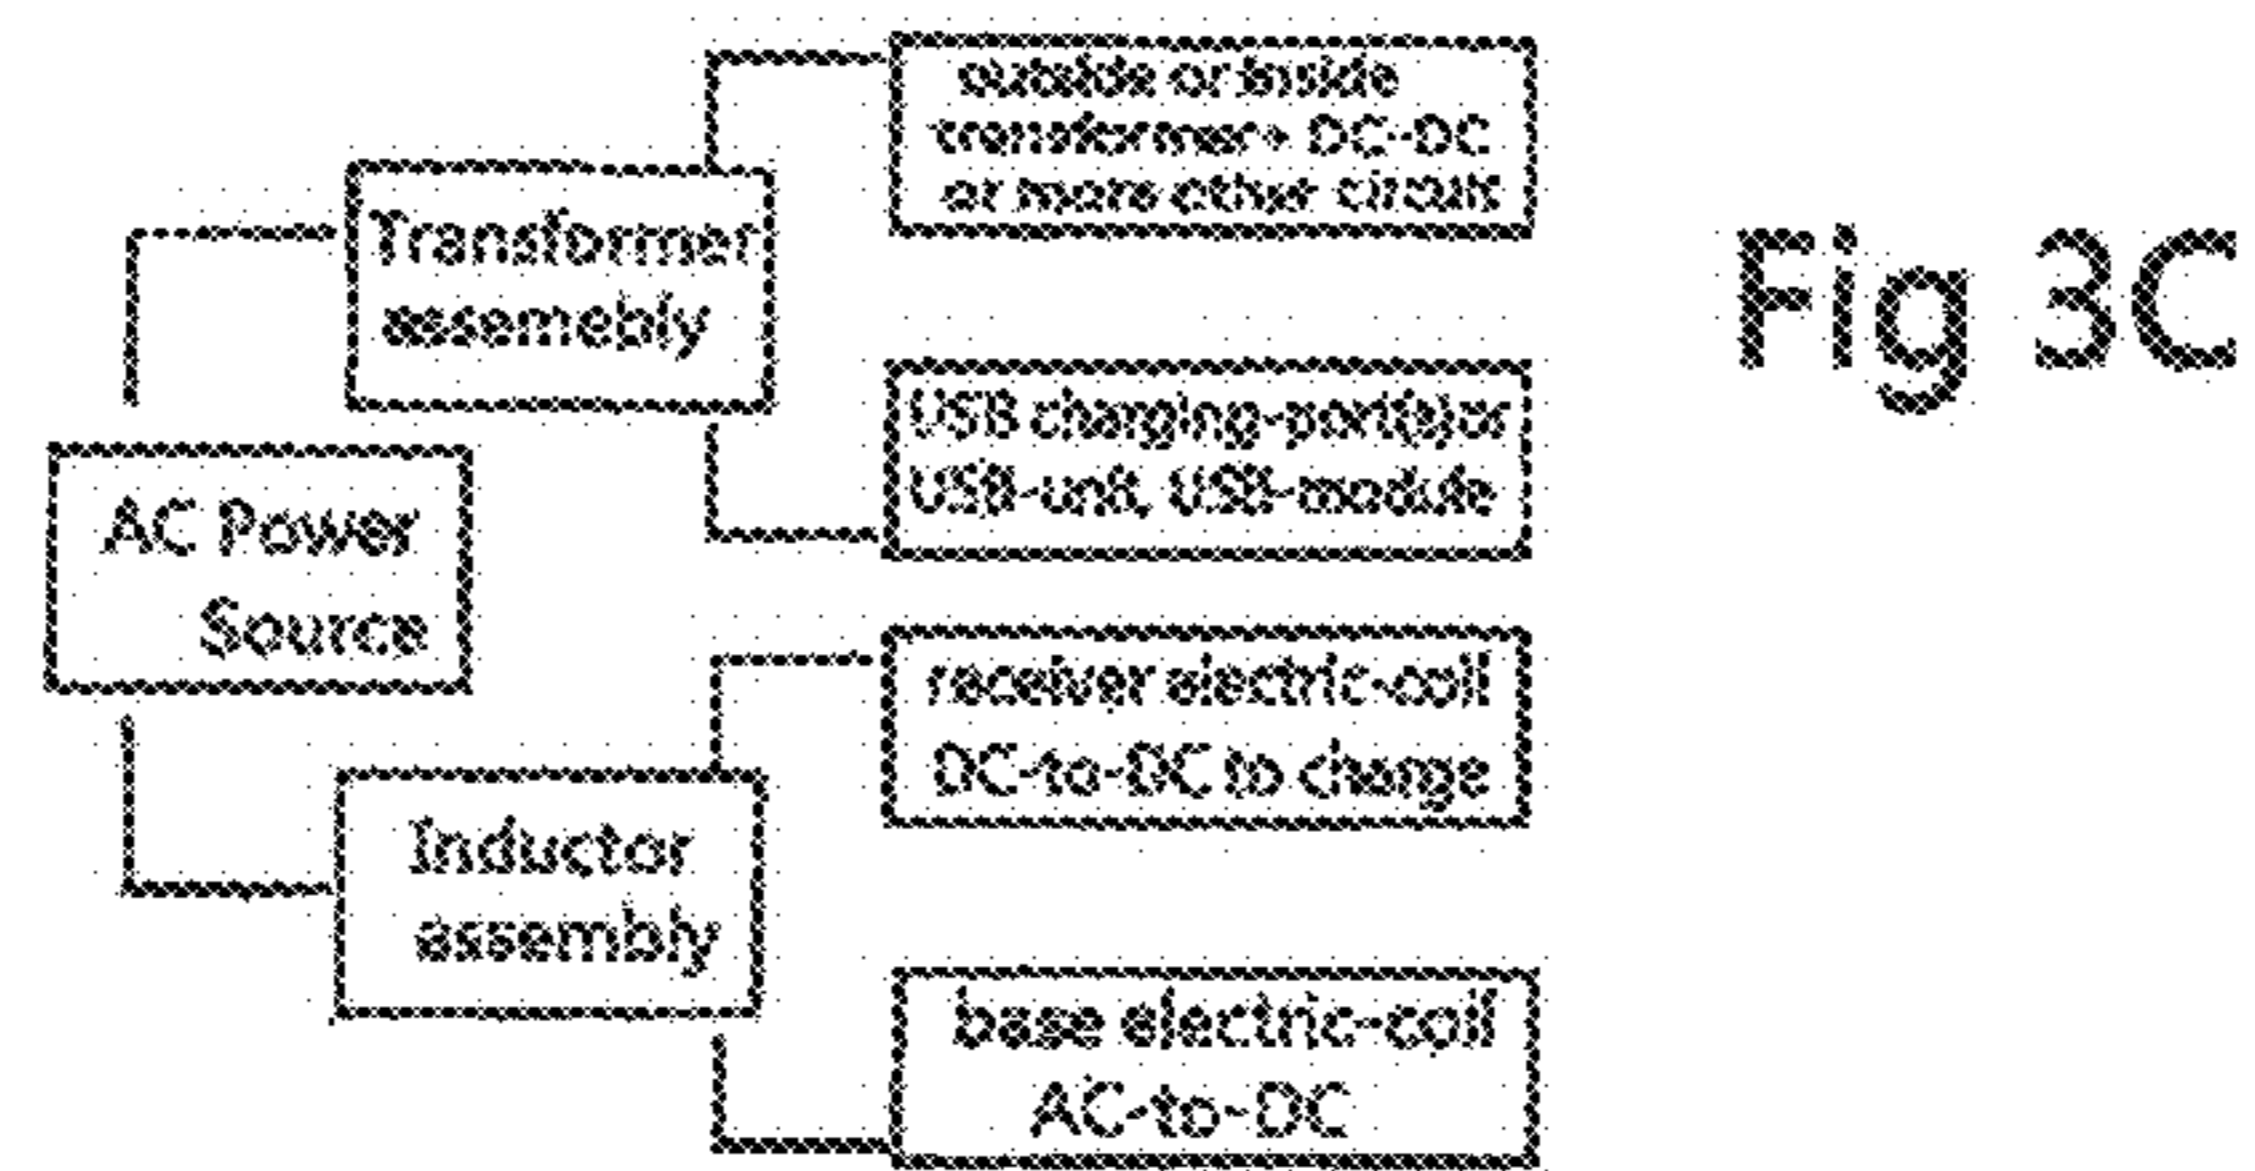 outside or inside
transformer+ DC-DC
or more other circuit
Transformer
assemebly
Fig 3C
USB charging-port(s)or
USB-unit, USB-module
AC Power
Source
receiver electric-coil
DC-to-DC to charge
Inductor
assembly
base electric-coil
AC-to-DC